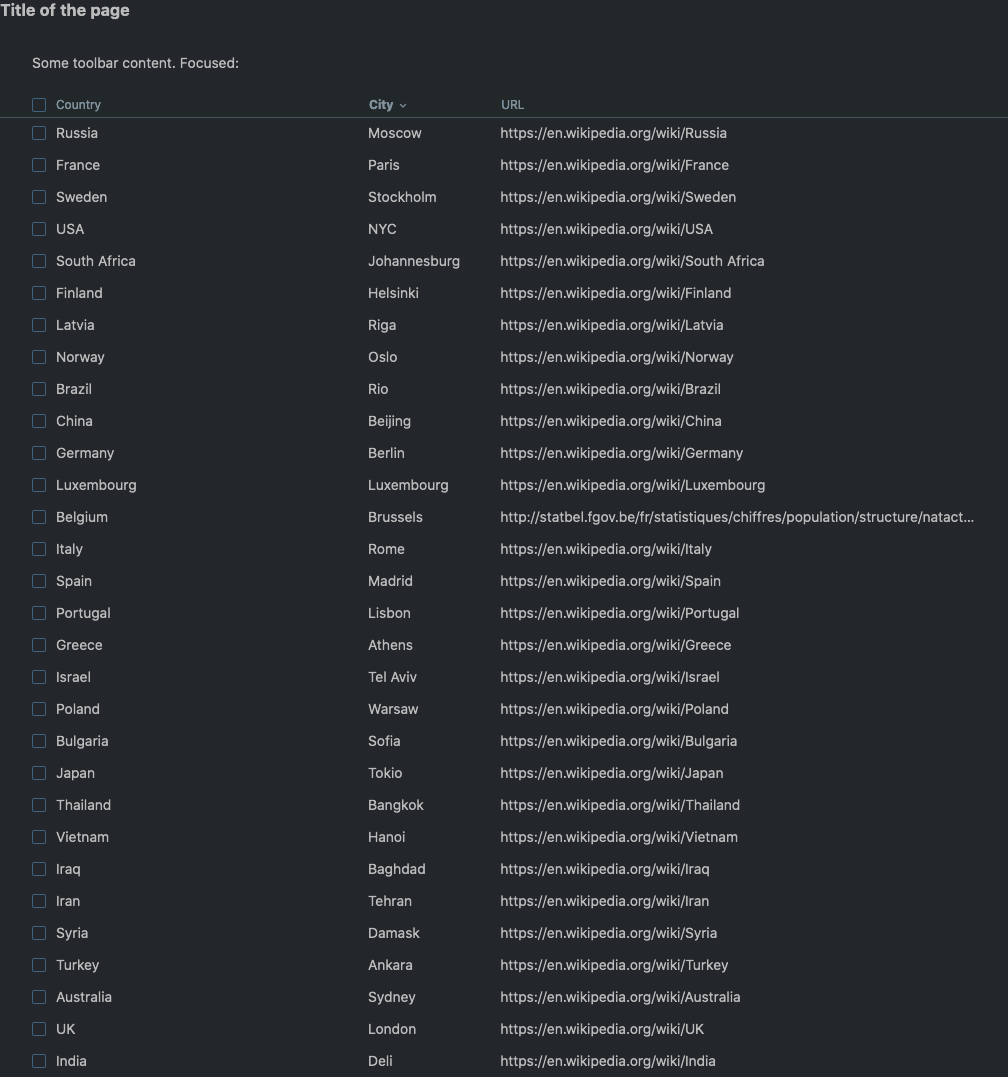 Title of the page
Some toolbar content. Focused:
Country City URL
Russia Moscow https://en.wikipedia.org/wiki/Russia
France Paris https://en.wikipedia.org/wiki/France
Sweden Stockholm https://en.wikipedia.org/wiki/Sweden
USA NYC https://en.wikipedia.org/wiki/USA
South Africa Johannesburg https://en.wikipedia.org/wiki/South Africa
Finland Helsinki https://en.wikipedia.org/wiki/Finland
Latvia Riga https://en.wikipedia.org/wiki/Latvia
Norway Oslo https://en.wikipedia.org/wiki/Norway
Brazil Rio https://en.wikipedia.org/wiki/Brazil
China Beijing https://en.wikipedia.org/wiki/China
Germany Berlin https://en.wikipedia.org/wiki/Germany
Luxembourg Luxembourg https://en.wikipedia.org/wiki/Luxembourg
Belgium Brussels http://statbel.fgov.be/fr/statistiques/chiffres/population/structure/natact...
Italy Rome https://en.wikipedia.org/wiki/Italy
Spain Madrid https://en.wikipedia.org/wiki/Spain
Portugal Lisbon https://en.wikipedia.org/wiki/Portugal
Greece Athens https://en.wikipedia.org/wiki/Greece
Israel Tel Aviv https://en.wikipedia.org/wiki/Israel
Poland Warsaw https://en.wikipedia.org/wiki/Poland
Bulgaria Sofia https://en.wikipedia.org/wiki/Bulgaria
Japan Tokio https://en.wikipedia.org/wiki/Japan
Thailand Bangkok https://en.wikipedia.org/wiki/Thailand
Vietnam Hanoi https://en.wikipedia.org/wiki/Vietnam
Iraq Baghdad https://en.wikipedia.org/wiki/Iraq
Iran Tehran https://en.wikipedia.org/wiki/Iran
Syria Damask https://en.wikipedia.org/wiki/Syria
Turkey Ankara https://en.wikipedia.org/wiki/Turkey
Australia Sydney https://en.wikipedia.org/wiki/Australia
UK London https://en.wikipedia.org/wiki/UK
India Deli https://en.wikipedia.org/wiki/India